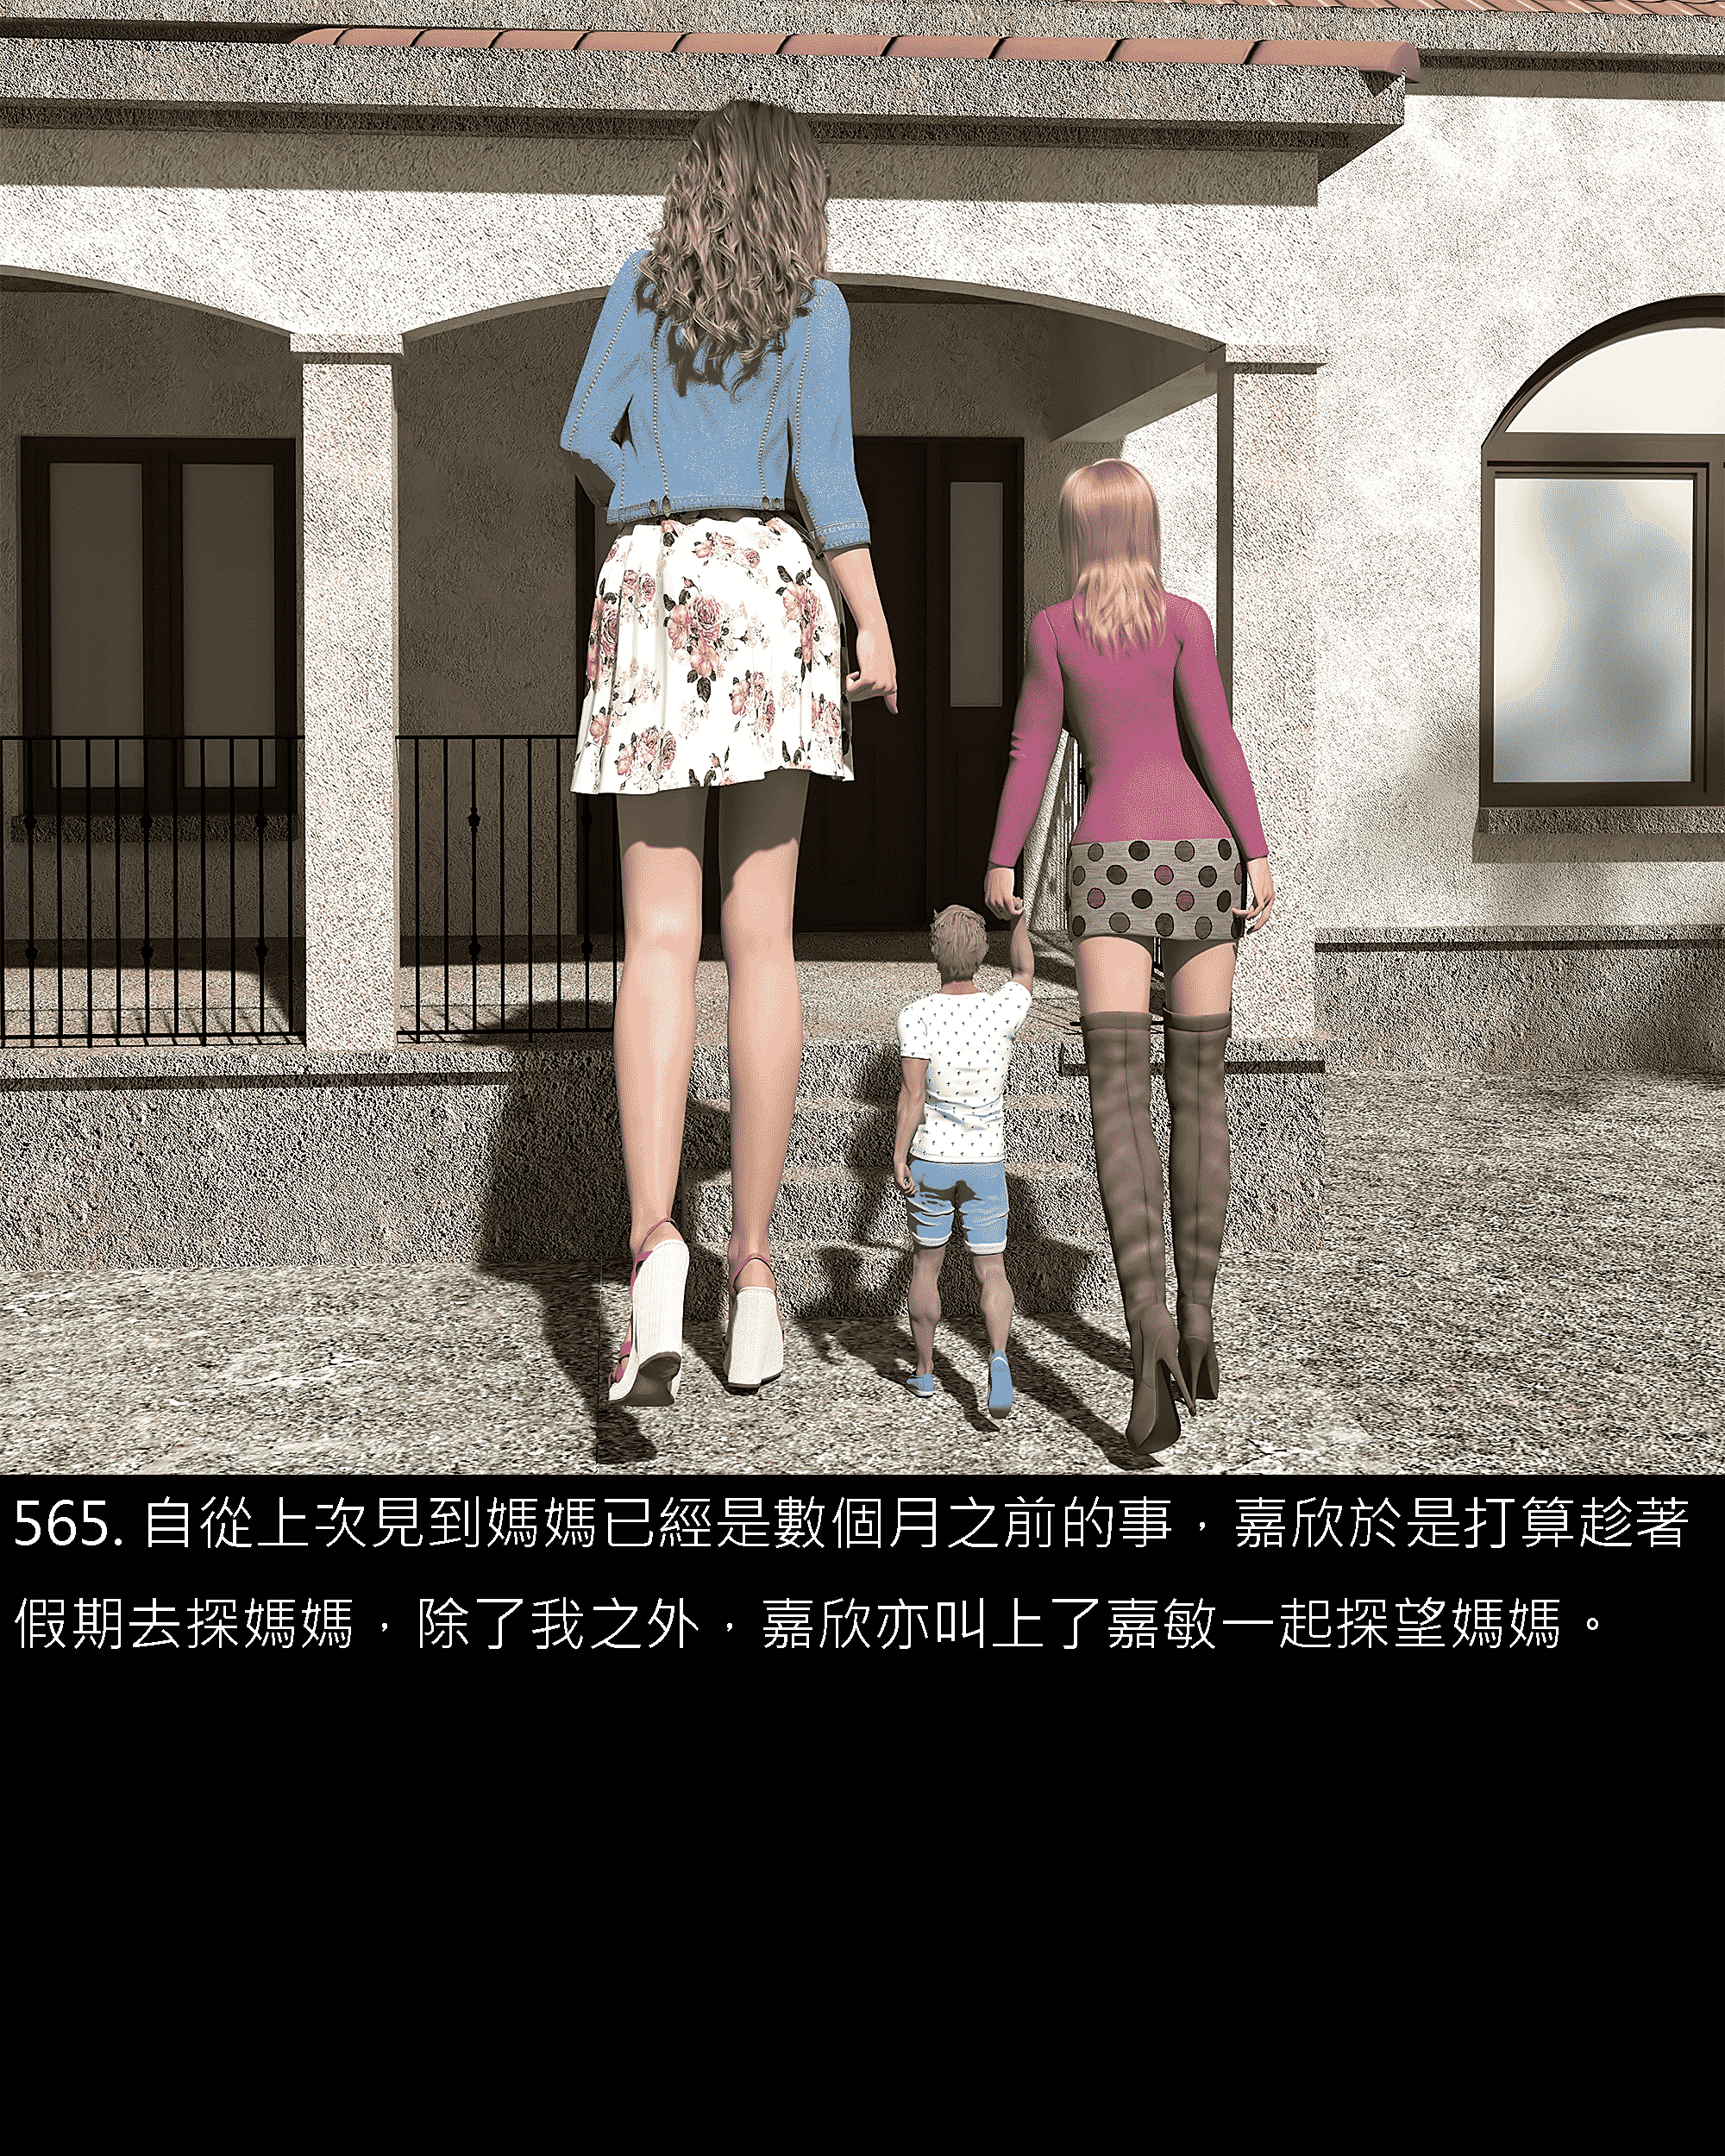 565. 自從上次見到媽媽已經是數個月之前的事，嘉欣於是打算趁著
假期去探媽媽，除了我之外，嘉欣亦叫上了嘉敏一起探望媽媽。